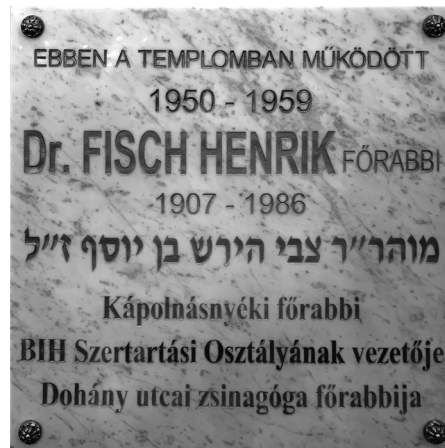 EBBEN A TEMPLOMBAN MŰKÖDÖTT
1950 - 1959
Dr. FISCH HENRIK FŐRABBI
1907 - 1986
מוהר״ר צבי הירש בן יוסף ז״ל
Kápolnásnyéki főrabbi
BIH Szertartási Osztályának vezetője
Dohány utcai zsinagóga főrabbija